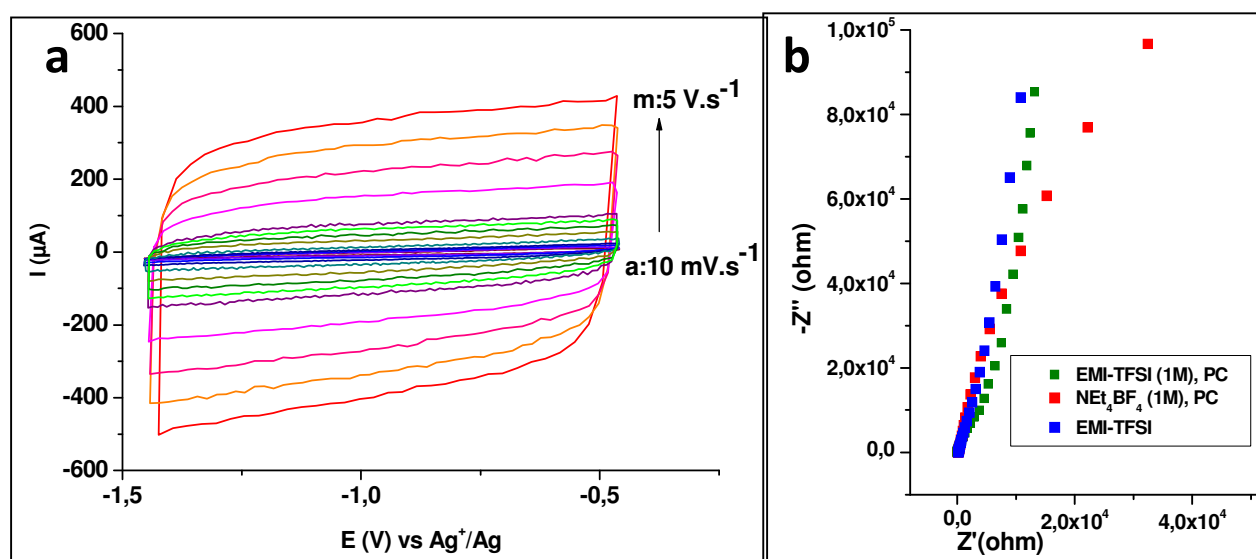 a
600
400
200
0
-200
-400
-600
I (µA)
m:5 V.s⁻¹
a:10 mV.s⁻¹
-1,5
-1,0
-0,5
E (V) vs Ag⁺/Ag
b
1,0x10⁵
8,0x10⁴
6,0x10⁴
4,0x10⁴
2,0x10⁴
0,0
-Z'' (ohm)
EMI-TFSI (1M), PC
NEt₄BF₄ (1M), PC
EMI-TFSI
0,0
2,0x10⁴
4,0x10⁴
Z'(ohm)